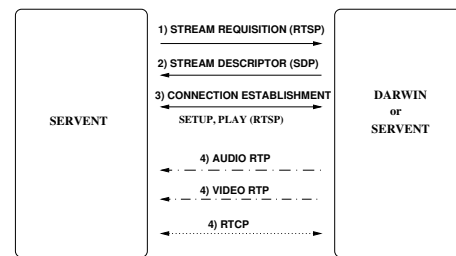 1) STREAM REQUISITION (RTSP)
2) STREAM DESCRIPTOR (SDP)
3) CONNECTION ESTABLISHMENT
SETUP, PLAY (RTSP)
SERVENT
DARWIN
or
SERVENT
4) AUDIO RTP
4) VIDEO RTP
4) RTCP